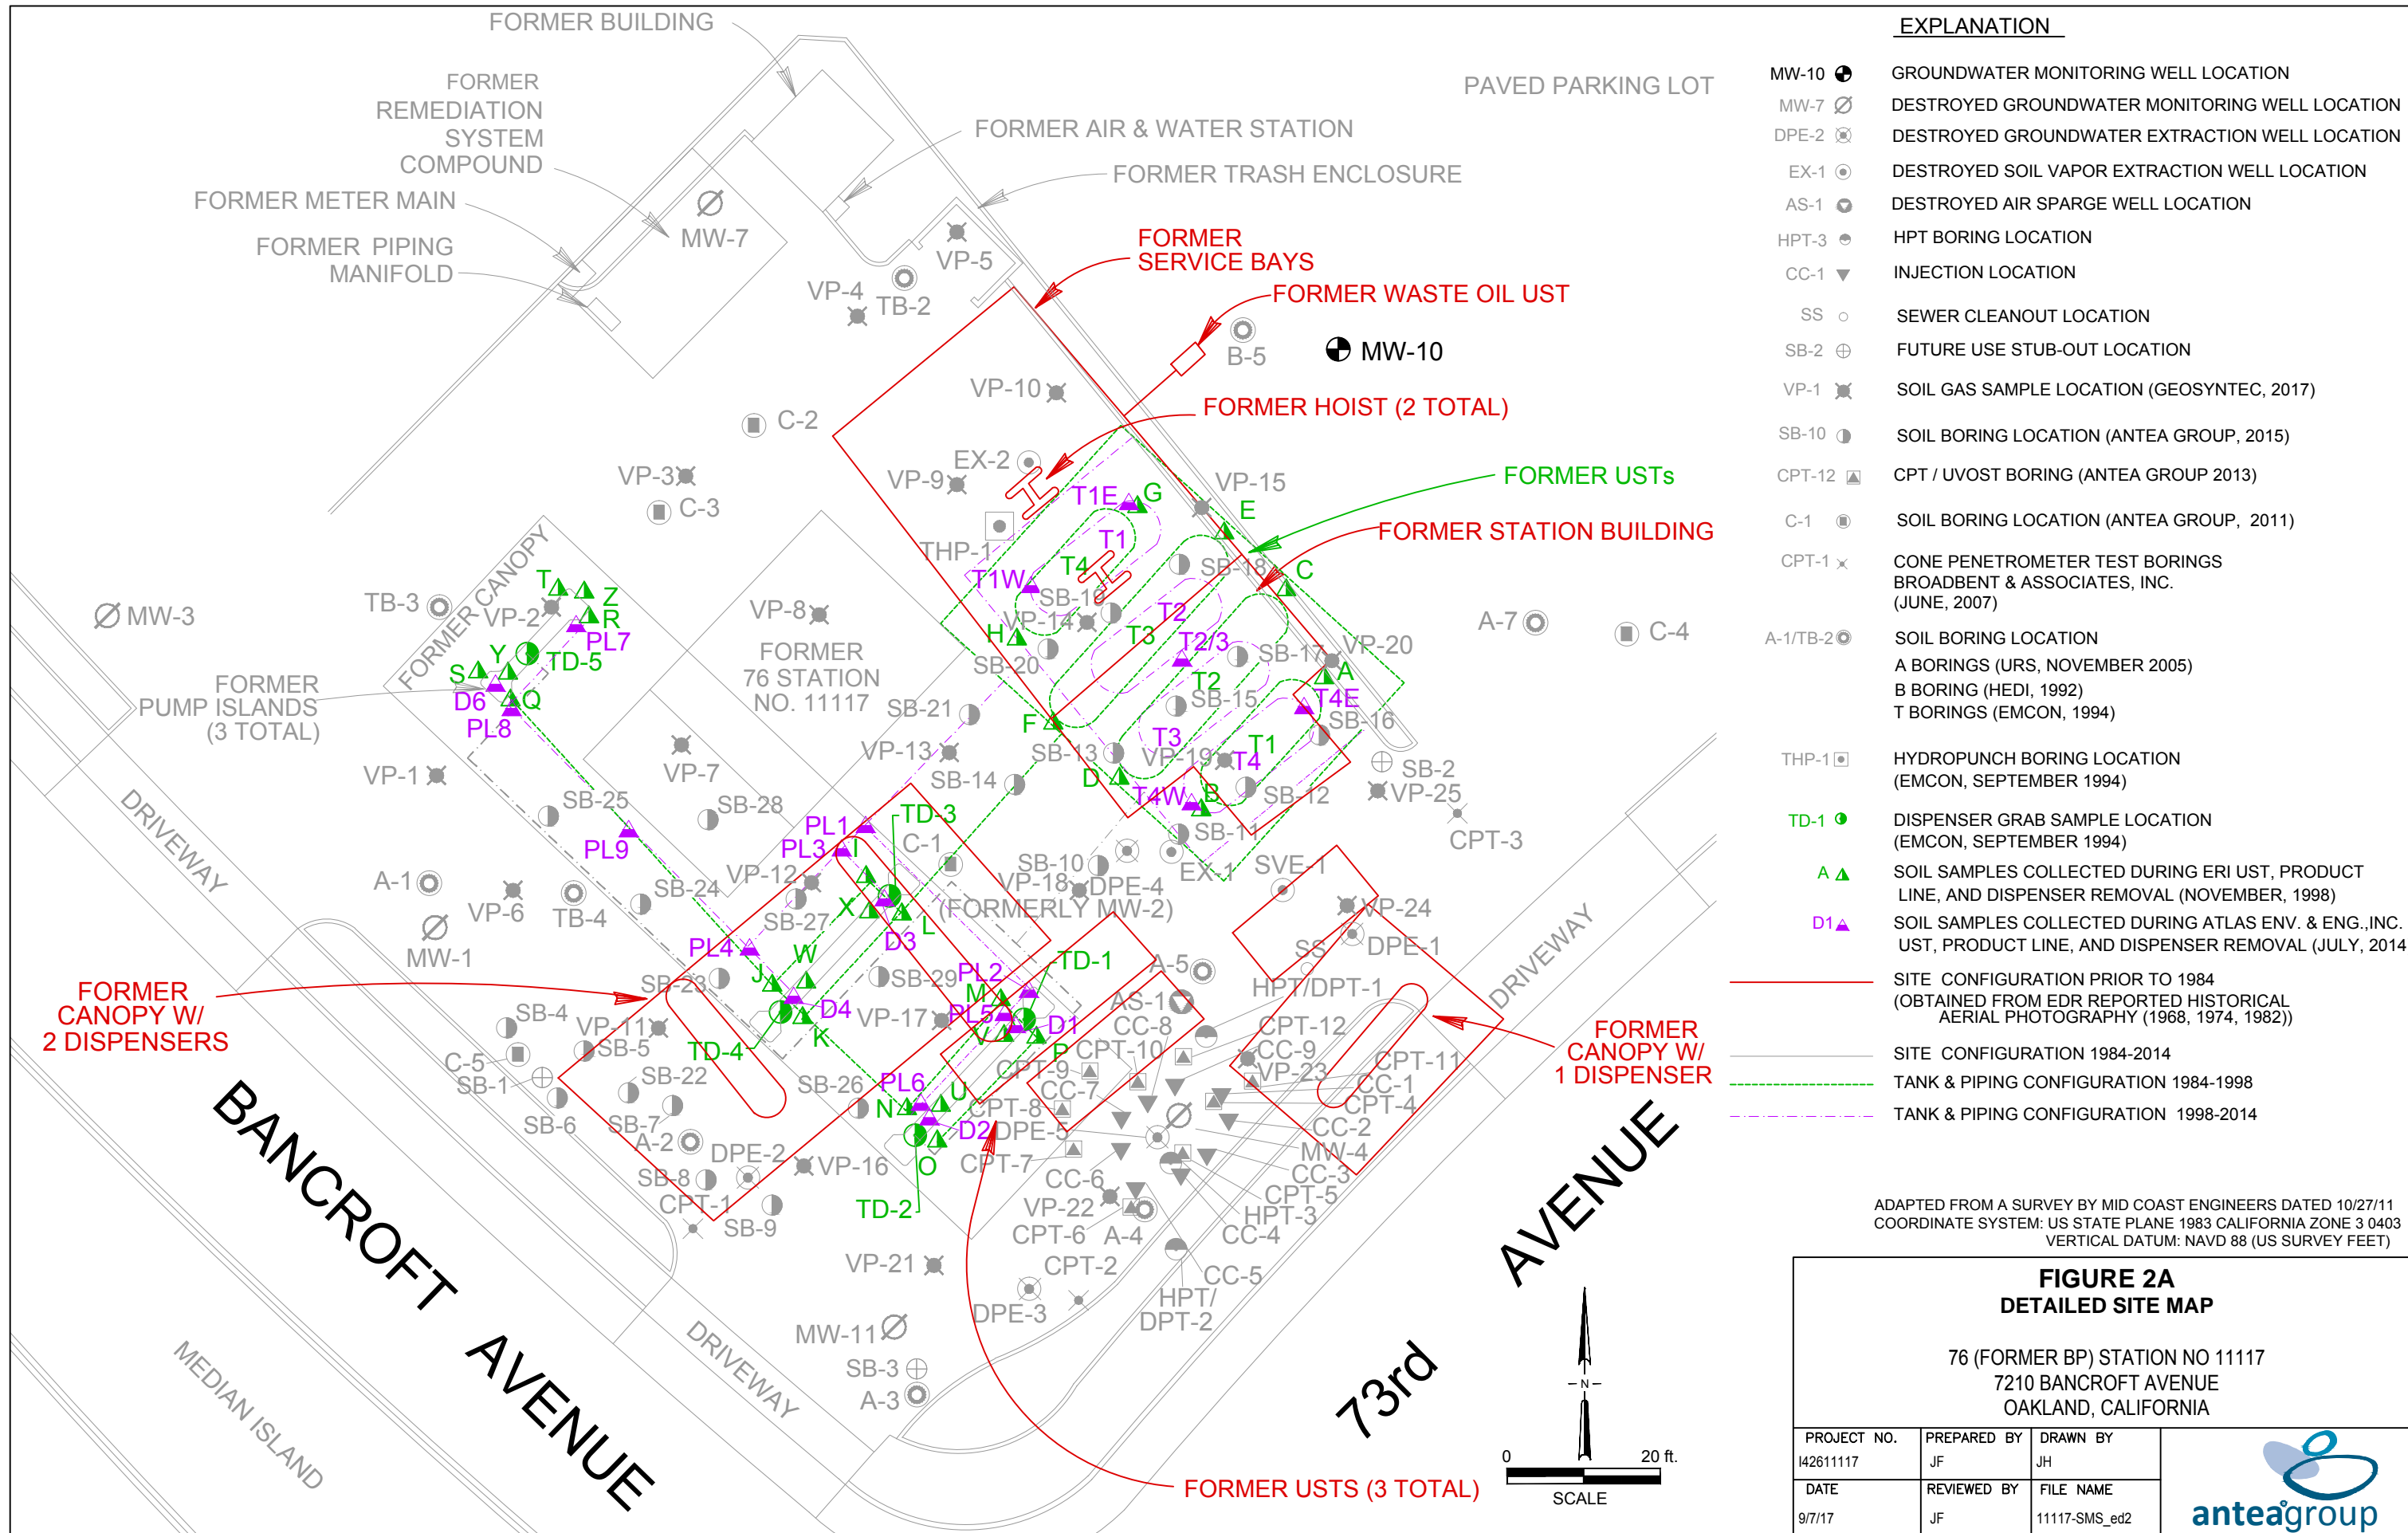 FORMER BUILDING
FORMER
REMEDIATION
SYSTEM
COMPOUND
FORMER METER MAIN
FORMER PIPING
MANIFOLD
PAVED PARKING LOT
FORMER AIR & WATER STATION
FORMER TRASH ENCLOSURE
FORMER
SERVICE BAYS
FORMER WASTE OIL UST
FORMER HOIST (2 TOTAL)
FORMER USTs
FORMER STATION BUILDING
MW-7
VP-5
VP-4
TB-2
B-5
MW-10
VP-10
C-2
EX-2
VP-9
VP-3
C-3
THP-1
VP-15
T1E
G
E
T1
T4
T1W
SB-18
C
SB-19
VP-14
T2
T3
H
SB-20
T2/3
SB-17
VP-20
A
T2
T4E
SB-15
SB-16
F
SB-13
T3
VP-19
T4
T1
D
SB-12
T4W
B
SB-11
SB-2
VP-25
CPT-3
A-7
C-4
MW-3
TB-3
FORMER CANOPY
T
Z
VP-2
R
PL7
Y
TD-5
S
D6
Q
PL8
FORMER
PUMP ISLANDS
(3 TOTAL)
VP-8
FORMER
76 STATION
NO. 11117
SB-21
VP-13
SB-14
VP-7
VP-1
SB-25
SB-28
PL9
DRIVEWAY
PL1
TD-3
PL3
I
C-1
SB-10
VP-18
DPE-4
(FORMERLY MW-2)
EX-1
SVE-1
VP-24
SS
DPE-1
A-1
VP-6
TB-4
SB-24
VP-12
SB-27
X
L
D3
MW-1
PL4
W
J
SB-23
SB-29
PL2
TD-1
A-5
HPT/DPT-1
AS-1
M
PL5
D4
K
VP-17
V
D1
P
CC-8
CPT-12
CC-9
VP-23
CPT-11
CPT-10
CPT-9
CC-7
CC-1
CPT-4
TD-4
FORMER
CANOPY W/
2 DISPENSERS
SB-4
VP-11
C-5
SB-5
SB-1
SB-22
SB-6
SB-7
A-2
SB-26
PL6
N
U
CPT-8
D2
DPE-5
CC-2
MW-4
CC-3
O
CPT-7
CC-6
CPT-5
HPT-3
CC-4
VP-22
CPT-6
A-4
CC-5
HPT/
DPT-2
FORMER
CANOPY W/
1 DISPENSER
DRIVEWAY
DPE-2
VP-16
SB-8
CPT-1
SB-9
TD-2
VP-21
CPT-2
DPE-3
MW-11
SB-3
A-3
DRIVEWAY
BANCROFT AVENUE
MEDIAN ISLAND
73rd AVENUE
FORMER USTS (3 TOTAL)
N
0 20 ft.
SCALE
EXPLANATION
MW-10 GROUNDWATER MONITORING WELL LOCATION
MW-7 DESTROYED GROUNDWATER MONITORING WELL LOCATION
DPE-2 DESTROYED GROUNDWATER EXTRACTION WELL LOCATION
EX-1 DESTROYED SOIL VAPOR EXTRACTION WELL LOCATION
AS-1 DESTROYED AIR SPARGE WELL LOCATION
HPT-3 HPT BORING LOCATION
CC-1 INJECTION LOCATION
SS SEWER CLEANOUT LOCATION
SB-2 FUTURE USE STUB-OUT LOCATION
VP-1 SOIL GAS SAMPLE LOCATION (GEOSYNTEC, 2017)
SB-10 SOIL BORING LOCATION (ANTEA GROUP, 2015)
CPT-12 CPT / UVOST BORING (ANTEA GROUP 2013)
C-1 SOIL BORING LOCATION (ANTEA GROUP, 2011)
CPT-1 CONE PENETROMETER TEST BORINGS
BROADBENT & ASSOCIATES, INC.
(JUNE, 2007)
A-1/TB-2 SOIL BORING LOCATION
A BORINGS (URS, NOVEMBER 2005)
B BORING (HEDI, 1992)
T BORINGS (EMCON, 1994)
THP-1 HYDROPUNCH BORING LOCATION
(EMCON, SEPTEMBER 1994)
TD-1 DISPENSER GRAB SAMPLE LOCATION
(EMCON, SEPTEMBER 1994)
A SOIL SAMPLES COLLECTED DURING ERI UST, PRODUCT
LINE, AND DISPENSER REMOVAL (NOVEMBER, 1998)
D1 SOIL SAMPLES COLLECTED DURING ATLAS ENV. & ENG.,INC.
UST, PRODUCT LINE, AND DISPENSER REMOVAL (JULY, 2014
SITE CONFIGURATION PRIOR TO 1984
(OBTAINED FROM EDR REPORTED HISTORICAL
AERIAL PHOTOGRAPHY (1968, 1974, 1982))
SITE CONFIGURATION 1984-2014
TANK & PIPING CONFIGURATION 1984-1998
TANK & PIPING CONFIGURATION 1998-2014
ADAPTED FROM A SURVEY BY MID COAST ENGINEERS DATED 10/27/11
COORDINATE SYSTEM: US STATE PLANE 1983 CALIFORNIA ZONE 3 0403
VERTICAL DATUM: NAVD 88 (US SURVEY FEET)
FIGURE 2A
DETAILED SITE MAP
76 (FORMER BP) STATION NO 11117
7210 BANCROFT AVENUE
OAKLAND, CALIFORNIA
PROJECT NO. PREPARED BY DRAWN BY
I42611117 JF JH
DATE REVIEWED BY FILE NAME
9/7/17 JF 11117-SMS_ed2
anteagroup